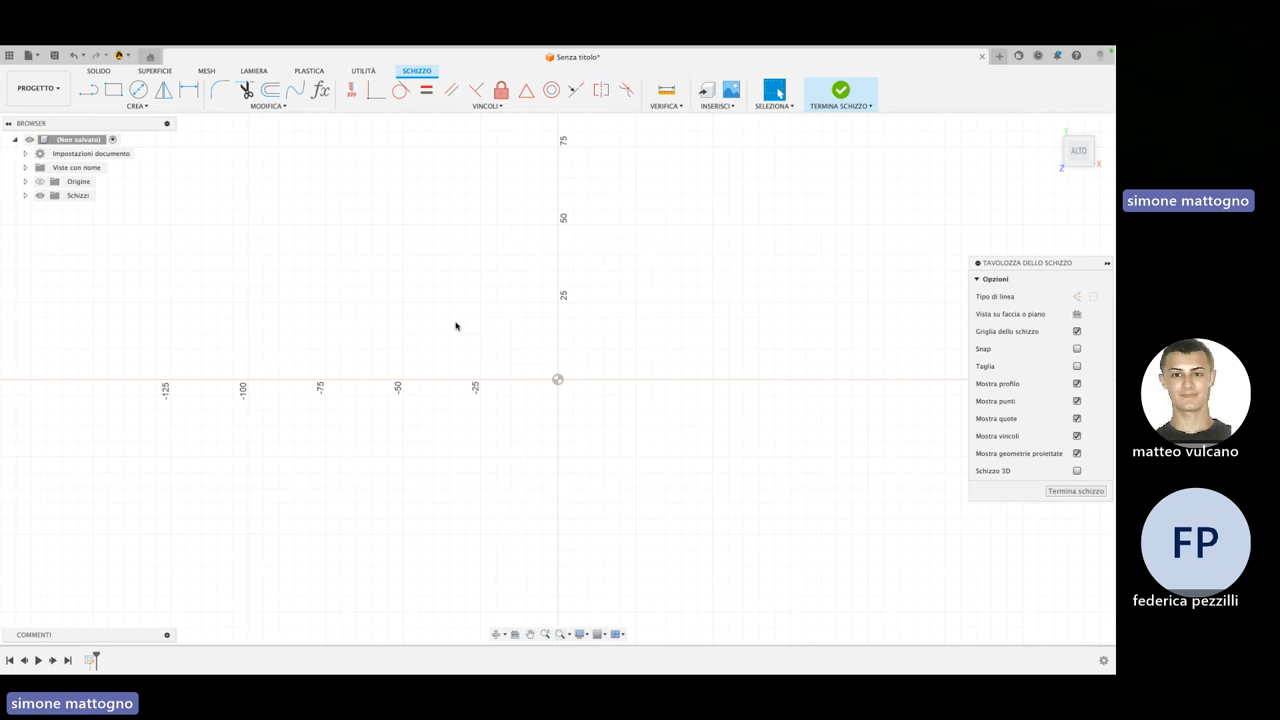 Senza titolo*
SOLIDO SUPERFICIE MESH LAMIERA PLASTICA UTILITÀ SCHIZZO
PROGETTO
CREA MODIFICA VINCOLI VERIFICA INSERISCI SELEZIONA TERMINA SCHIZZO
BROWSER
(Non salvato)
Impostazioni documento
Viste con nome
Origine
Schizzi
75
50
25
-125
-100
-75
-50
-25
Y
ALTO
X
Z
TAVOLOZZA DELLO SCHIZZO
Opzioni
Tipo di linea
Vista su faccia o piano
Griglia dello schizzo
Snap
Taglia
Mostra profilo
Mostra punti
Mostra quote
Mostra vincoli
Mostra geometrie proiettate
Schizzo 3D
Termina schizzo
COMMENTI
simone mattogno
matteo vulcano
FP
federica pezzilli
simone mattogno